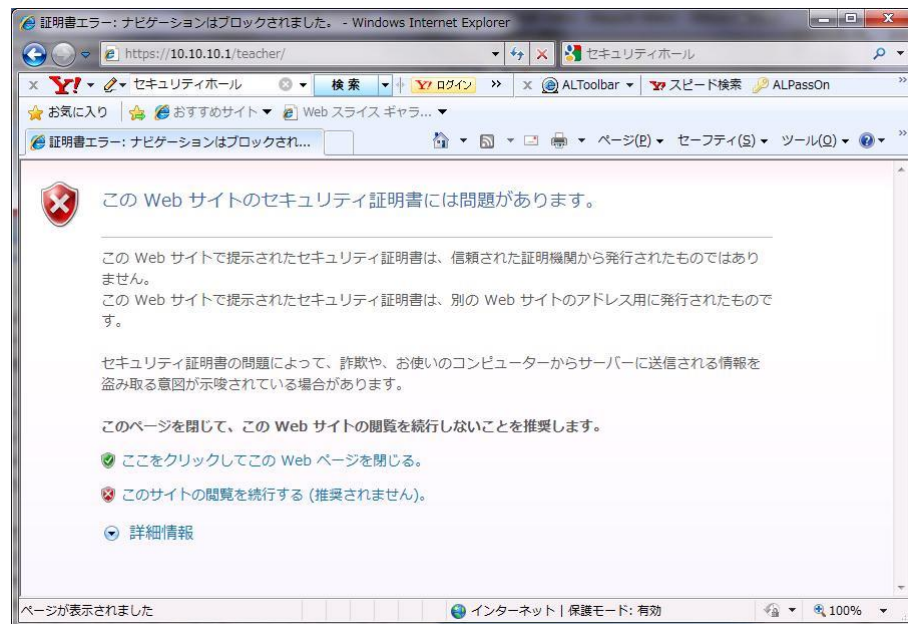 証明書エラー: ナビゲーションはブロックされました。 - Windows Internet Explorer
https://10.10.10.1/teacher/ セキュリティホール
x Y! セキュリティホール 検索 Y! ログイン >> x ALToolbar Y! スピード検索 ALPassOn >>
お気に入り おすすめサイト Web スライス ギャラ...
証明書エラー: ナビゲーションはブロックされ... ページ(P) セーフティ(S) ツール(O) >>
この Web サイトのセキュリティ証明書には問題があります。
この Web サイトで提示されたセキュリティ証明書は、信頼された証明機関から発行されたものではあり
ません。
この Web サイトで提示されたセキュリティ証明書は、別の Web サイトのアドレス用に発行されたもので
す。
セキュリティ証明書の問題によって、詐欺や、お使いのコンピューターからサーバーに送信される情報を
盗み取る意図が示唆されている場合があります。
このページを閉じて、この Web サイトの閲覧を続行しないことを推奨します。
ここをクリックしてこの Web ページを閉じる。
このサイトの閲覧を続行する (推奨されません)。
詳細情報
ページが表示されました インターネット | 保護モード: 有効 100%